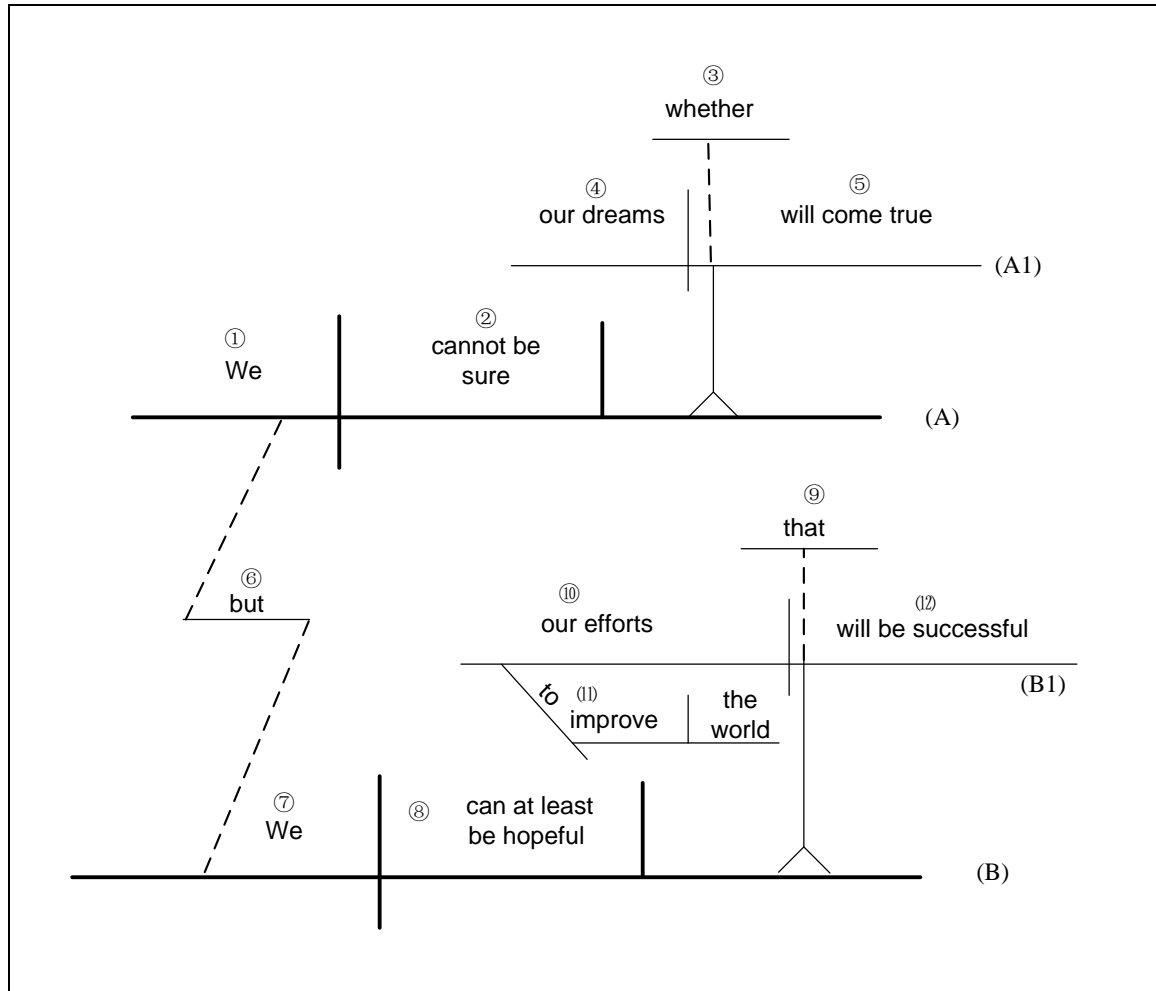 ③
whether
④
our dreams
⑤
will come true
(A1)
①
We
②
cannot be
sure
(A)
⑨
that
⑥
but
⑩
our efforts
⑿
will be successful
(B1)
to
⑾
improve
the
world
⑦
We
⑧
can at least
be hopeful
(B)